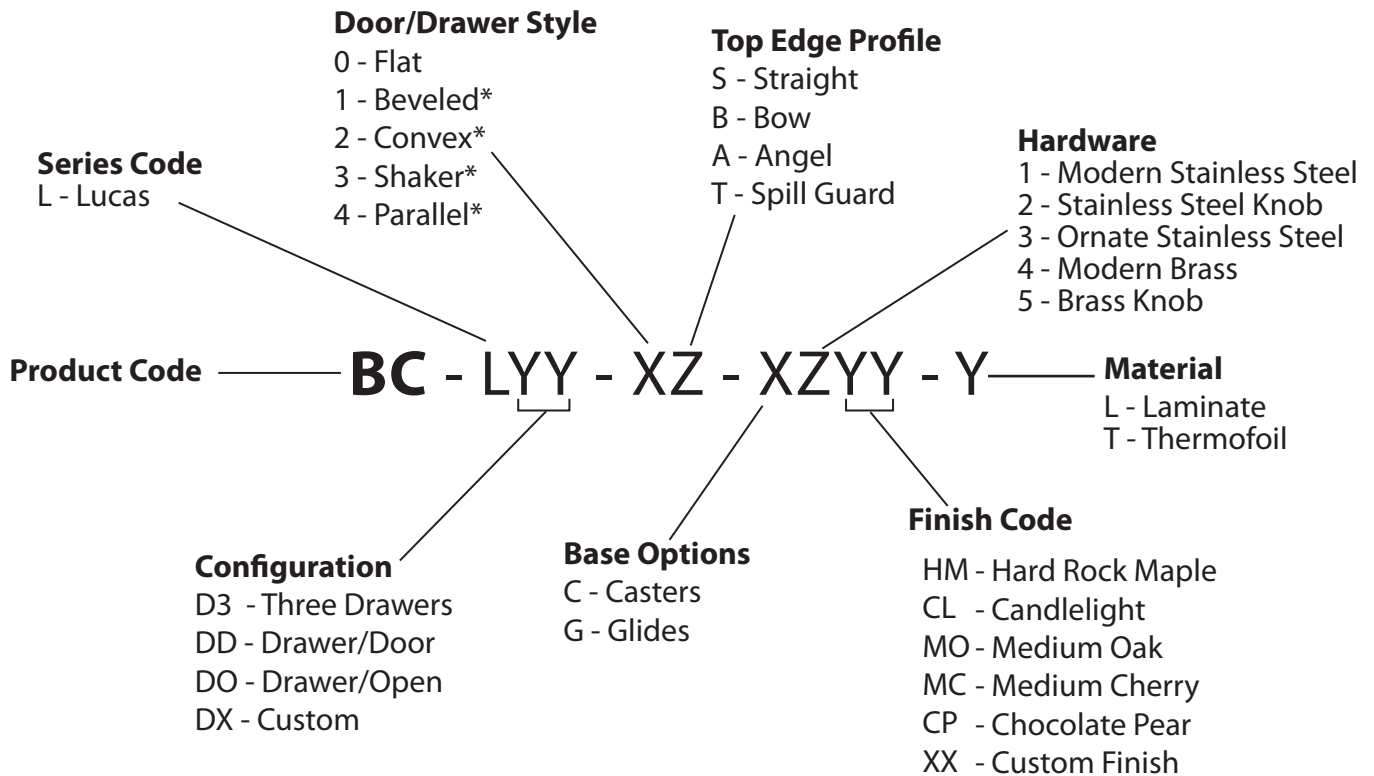 Door/Drawer Style
0 - Flat
1 - Beveled*
2 - Convex*
3 - Shaker*
4 - Parallel*
Top Edge Profile
S - Straight
B - Bow
A - Angel
T - Spill Guard
Hardware
1 - Modern Stainless Steel
2 - Stainless Steel Knob
3 - Ornate Stainless Steel
4 - Modern Brass
5 - Brass Knob
Series Code
L - Lucas
Product Code
BC - LYY - XZ - XZYY - Y
Material
L - Laminate
T - Thermofoil
Configuration
D3 - Three Drawers
DD - Drawer/Door
DO - Drawer/Open
DX - Custom
Base Options
C - Casters
G - Glides
Finish Code
HM - Hard Rock Maple
CL - Candlelight
MO - Medium Oak
MC - Medium Cherry
CP - Chocolate Pear
XX - Custom Finish